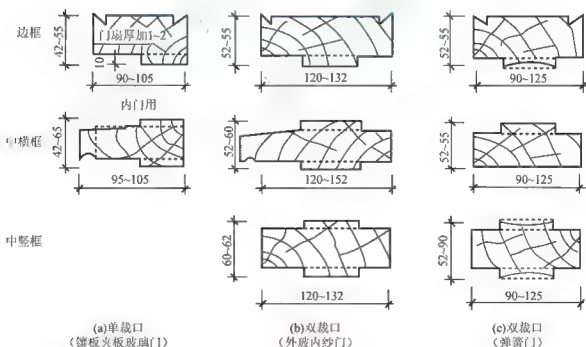 边框
42~55
门扇厚加1~2
10
90~105
52~55
120~132
52~55
90~125
内门用
中横框
42~65
95~105
52~60
120~152
52~55
90~125
中竖框
60~62
120~132
52~90
90~125
(a)单裁口
(镶板夹板玻璃门)
(b)双裁口
(外玻内纱门)
(c)双裁口
(弹簧门)